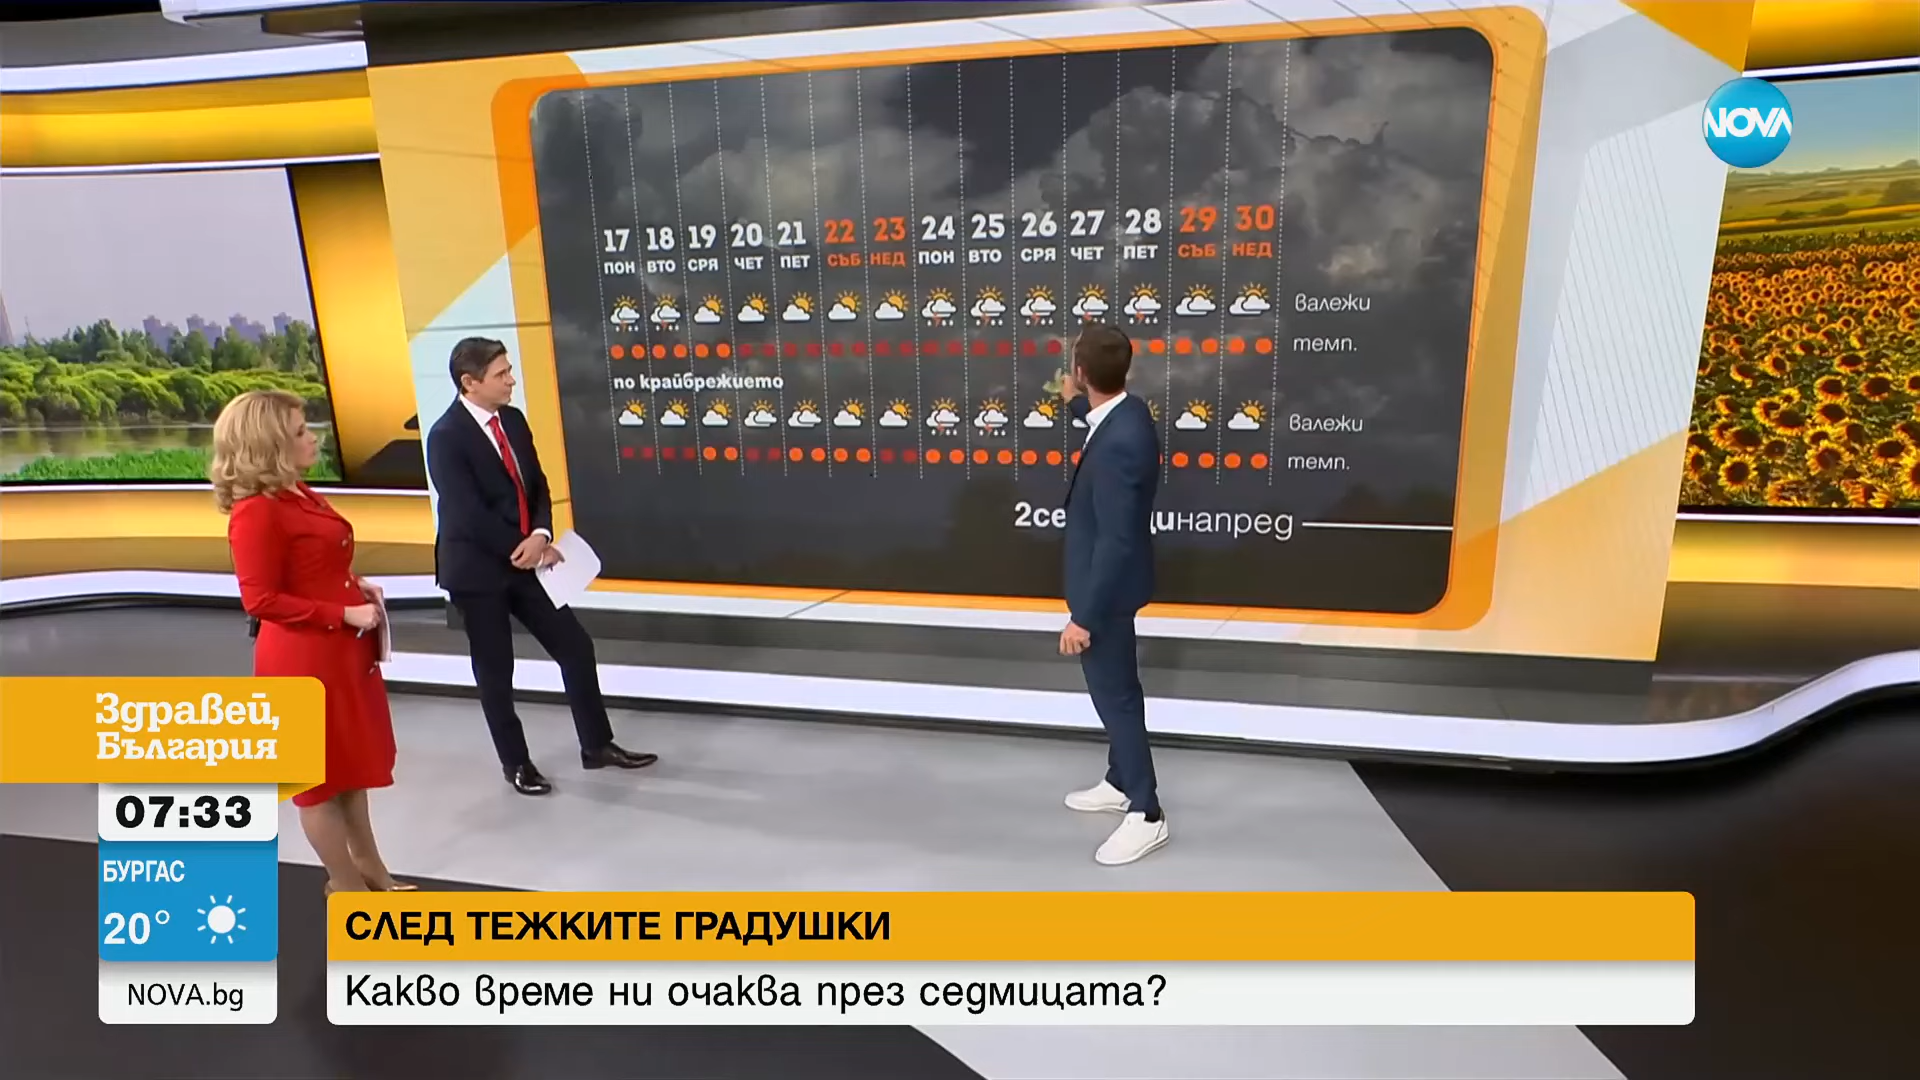 NOVA
17 18 19 20 21 22 23 24 25 26 27 28 29 30
ПОН ВТО СРЯ ЧЕТ ПЕТ СЪБ НЕД ПОН ВТО СРЯ ЧЕТ ПЕТ СЪБ НЕД
валежи
темп.
по крайбрежието
валежи
темп.
напред
Здравей,
България
07:33
БУРГАС
20°
NOVA.bg
СЛЕД ТЕЖКИТЕ ГРАДУШКИ
Какво време ни очаква през седмицата?